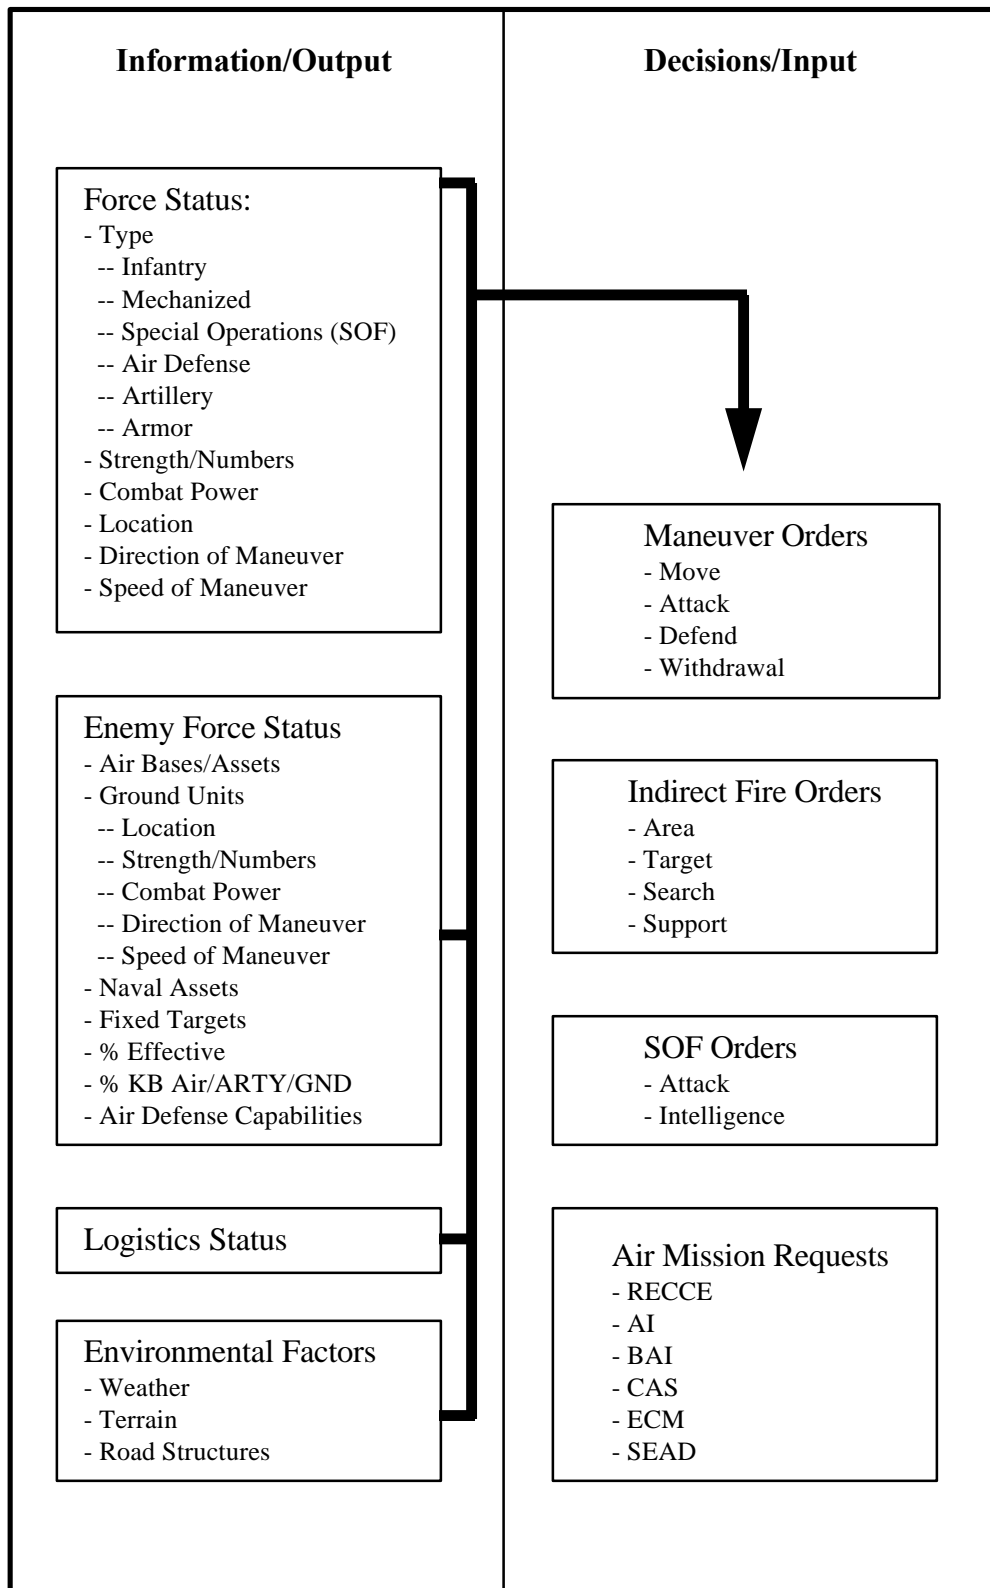 Information/Output
Force Status:
- Type
-- Infantry
-- Mechanized
-- Special Operations (SOF)
-- Air Defense
-- Artillery
-- Armor
- Strength/Numbers
- Combat Power
- Location
- Direction of Maneuver
- Speed of Maneuver
Enemy Force Status
- Air Bases/Assets
- Ground Units
-- Location
-- Strength/Numbers
-- Combat Power
-- Direction of Maneuver
-- Speed of Maneuver
- Naval Assets
- Fixed Targets
- % Effective
- % KB Air/ARTY/GND
- Air Defense Capabilities
Logistics Status
Environmental Factors
- Weather
- Terrain
- Road Structures
Decisions/Input
Maneuver Orders
- Move
- Attack
- Defend
- Withdrawal
Indirect Fire Orders
- Area
- Target
- Search
- Support
SOF Orders
- Attack
- Intelligence
Air Mission Requests
- RECCE
- AI
- BAI
- CAS
- ECM
- SEAD